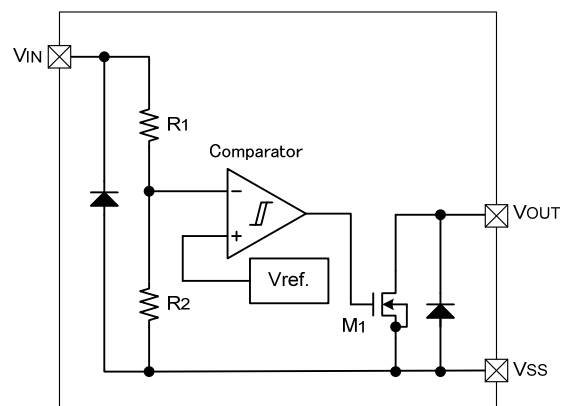 VIN
R1
Comparator
−
+
Vref.
VOUT
R2
M1
VSS